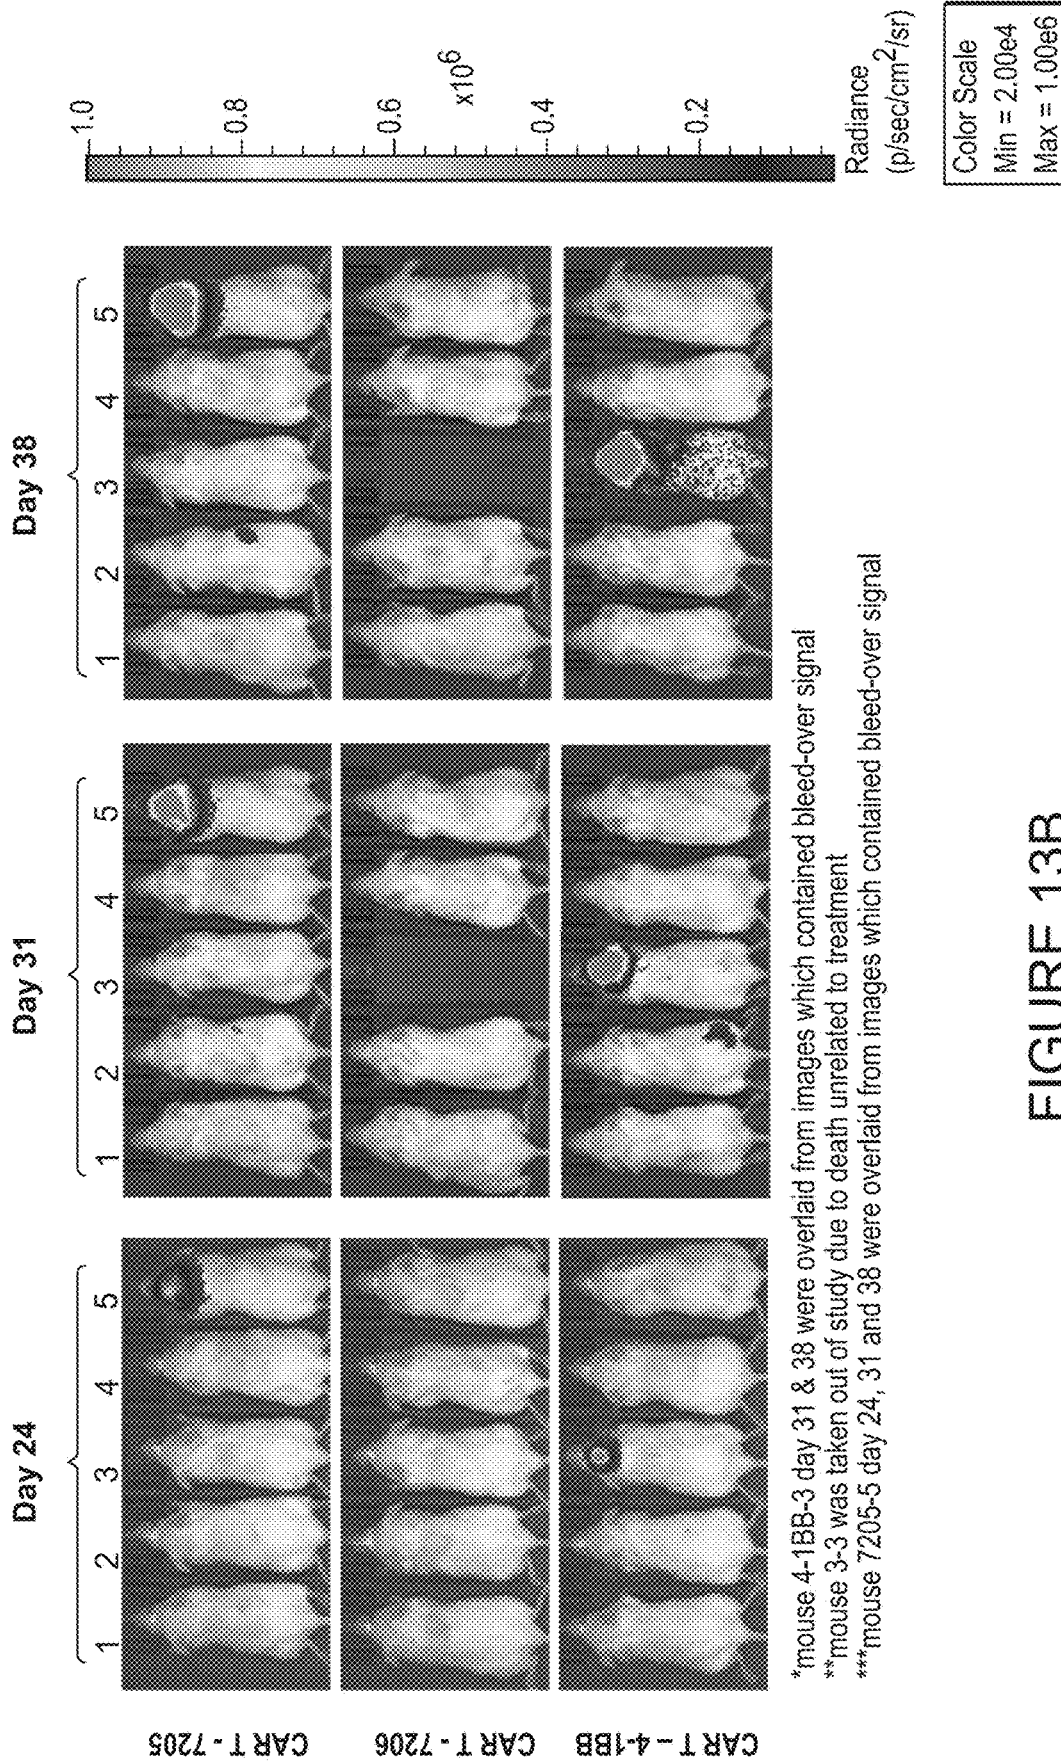 Day 24
Day 31
Day 38
1 2 3 4 5
1 2 3 4 5
1 2 3 4 5
CAR T - 7205
CAR T - 7206
CAR T – 4-1BB
1.0
0.8
0.6
x10⁶
0.4
0.2
Radiance
(p/sec/cm²/sr)
Color Scale
Min = 2.00e4
Max = 1.00e6
*mouse 4-1BB-3 day 31 & 38 were overlaid from images which contained bleed-over signal
**mouse 3-3 was taken out of study due to death unrelated to treatment
***mouse 7205-5 day 24, 31 and 38 were overlaid from images which contained bleed-over signal
FIGURE 13B